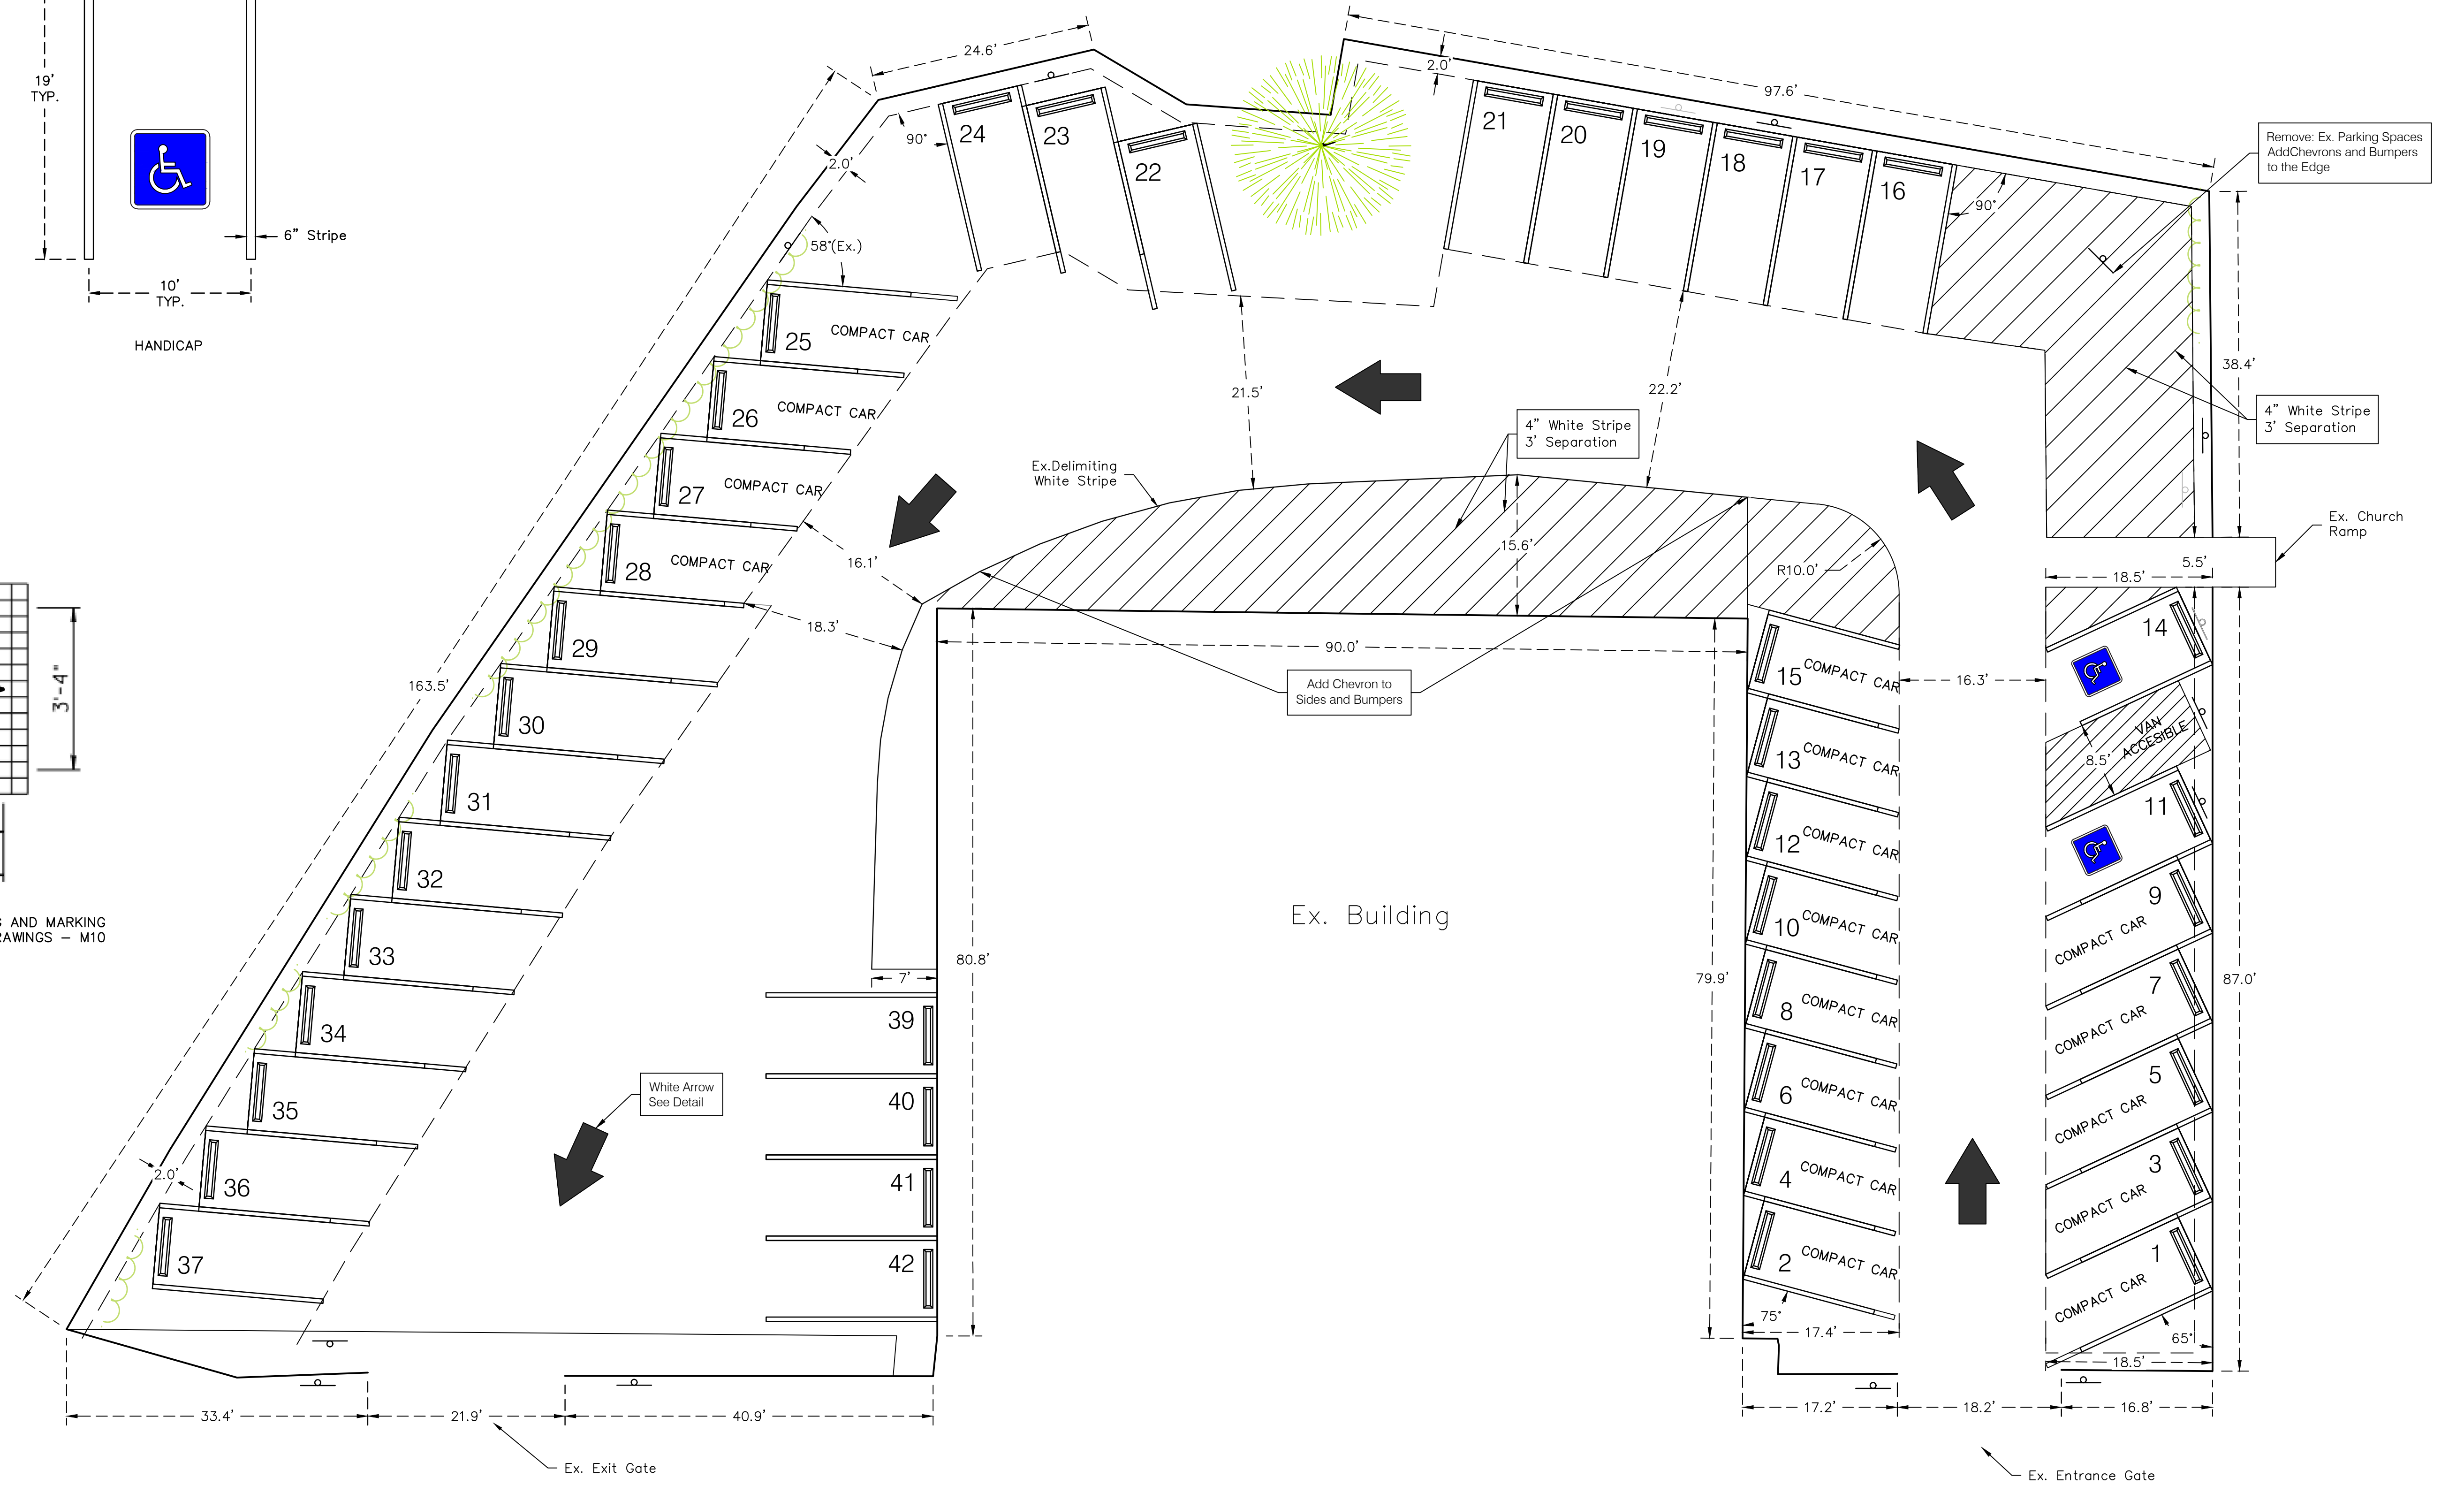 19'
TYP.
6" Stripe
10'
TYP.
HANDICAP
3'-4"
AND MARKING
- M10
24.6'
2.0'
97.6'
Remove: Ex. Parking Spaces
AddChevrons and Bumpers
to the Edge
90°
24
23
22
21
20
19
18
17
16
90°
2.0'
58°(Ex.)
38.4'
25 COMPACT CAR
26 COMPACT CAR
27 COMPACT CAR
28 COMPACT CAR
29
30
31
32
33
34
35
36
37
21.5'
22.2'
4" White Stripe
3' Separation
4" White Stripe
3' Separation
Ex.Delimiting
White Stripe
16.1'
18.3'
15.6'
R10.0'
Ex. Church
Ramp
5.5'
18.5'
163.5'
90.0'
Add Chevron to
Sides and Bumpers
16.3'
15 COMPACT CAR
13 COMPACT CAR
12 COMPACT CAR
10 COMPACT CAR
8 COMPACT CAR
6 COMPACT CAR
4 COMPACT CAR
2 COMPACT CAR
14
VAN
ACCESIBLE
8.5'
11
9
COMPACT CAR
7
COMPACT CAR
5
COMPACT CAR
3
COMPACT CAR
1
COMPACT CAR
Ex. Building
7'
80.8'
79.9'
87.0'
39
40
41
42
White Arrow
See Detail
2.0'
75°
17.4'
65°
18.5'
33.4'
21.9'
40.9'
17.2'
18.2'
16.8'
Ex. Exit Gate
Ex. Entrance Gate